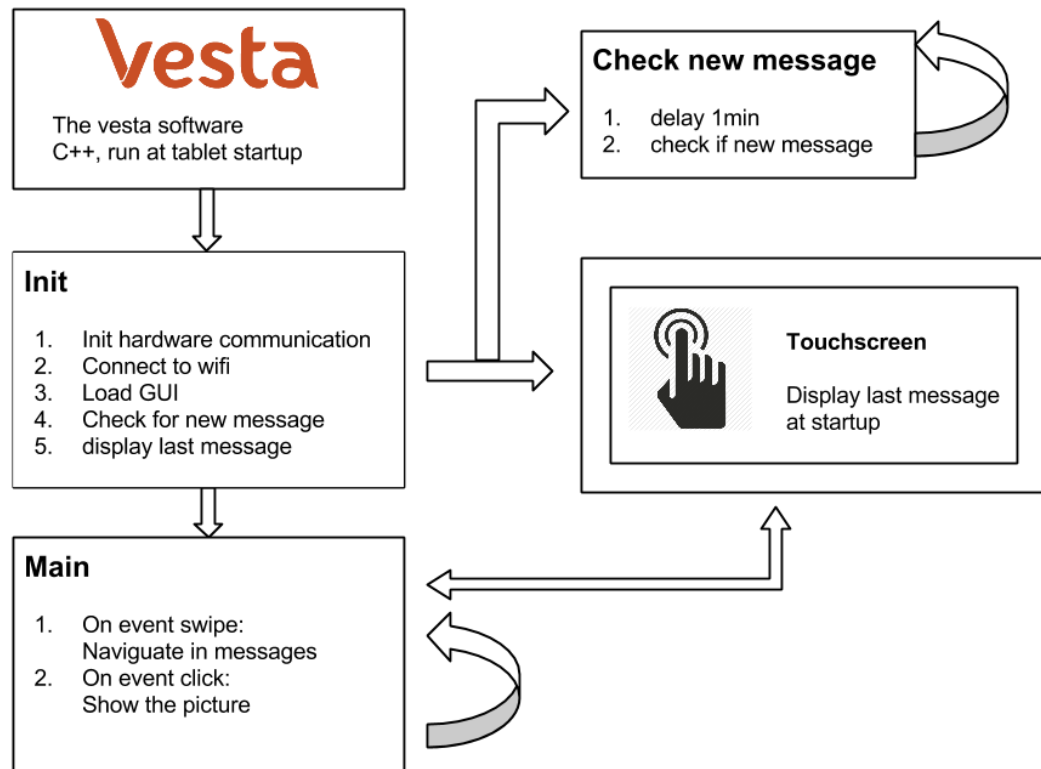 Vesta
The vesta software
C++, run at tablet startup
Init
1. Init hardware communication
2. Connect to wifi
3. Load GUI
4. Check for new message
5. display last message
Main
1. On event swipe:
Naviguate in messages
2. On event click:
Show the picture
Check new message
1. delay 1min
2. check if new message
Touchscreen
Display last message
at startup